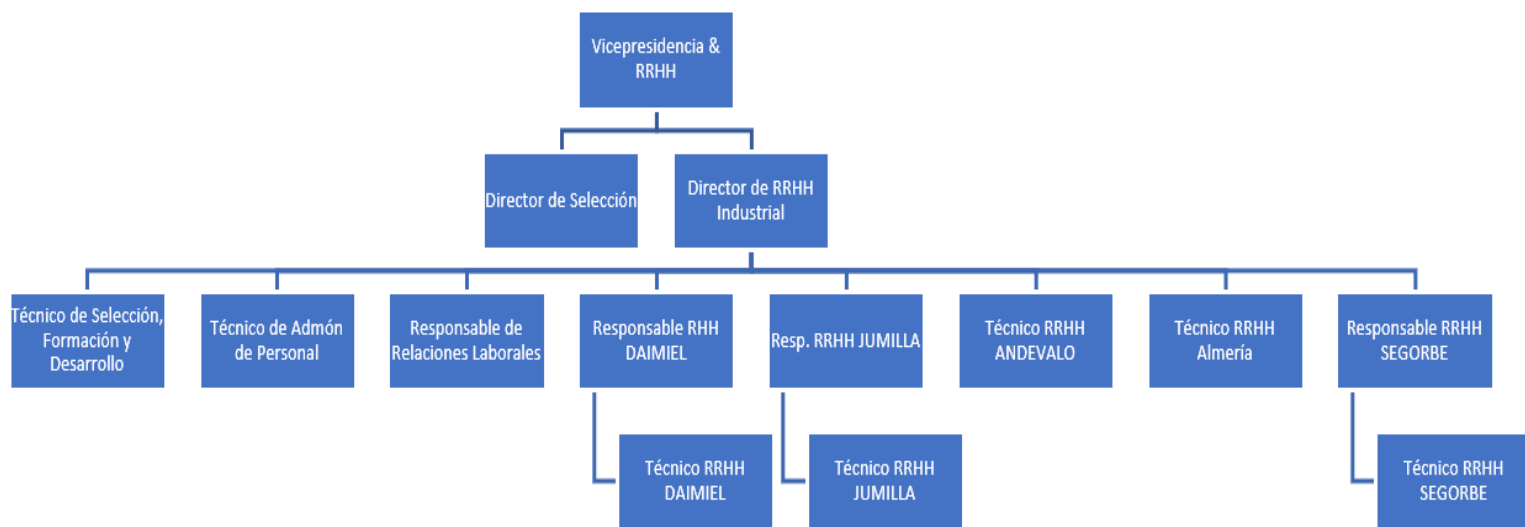 Vicepresidencia &
RRHH
Director de Selección
Director de RRHH
Industrial
Técnico de Selección,
Formación y
Desarrollo
Técnico de Admón
de Personal
Responsable de
Relaciones Laborales
Responsable RHH
DAIMIEL
Resp. RRHH JUMILLA
Técnico RRHH
ANDEVALO
Técnico RRHH
Almería
Responsable RRHH
SEGORBE
Técnico RRHH
DAIMIEL
Técnico RRHH
JUMILLA
Técnico RRHH
SEGORBE